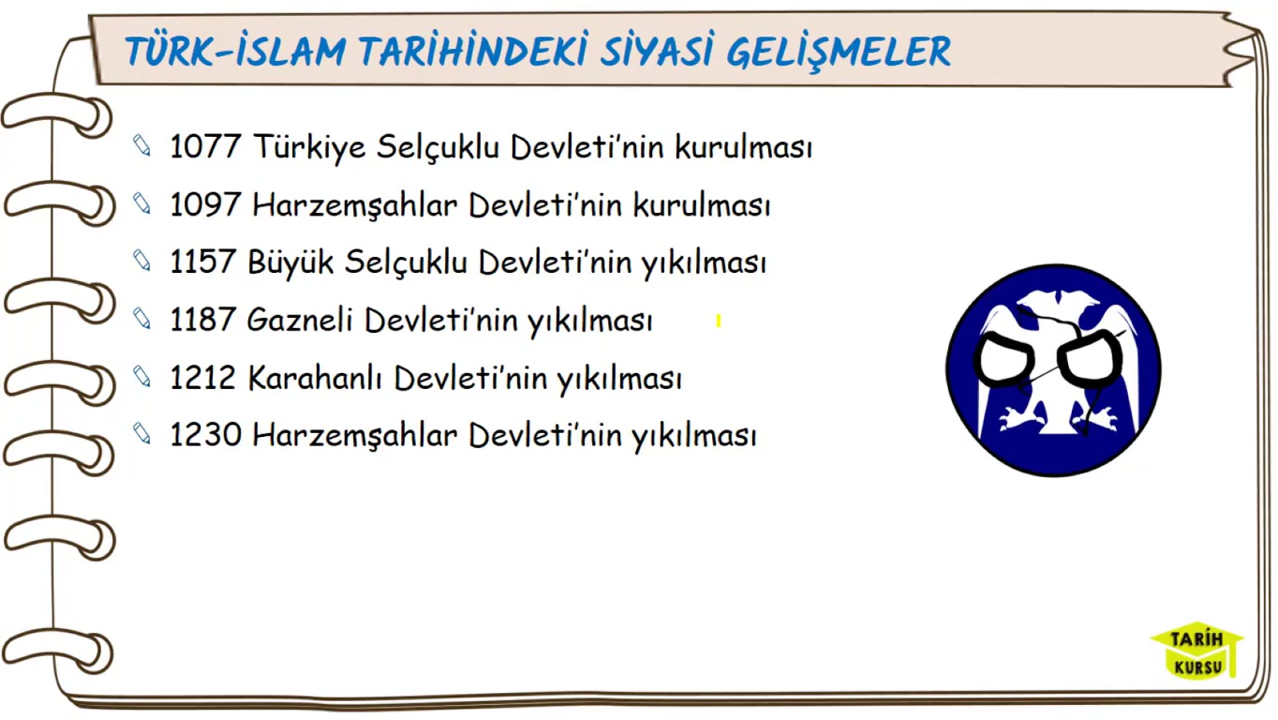 TÜRK-İSLAM TARİHİNDEKİ SİYASİ GELİŞMELER
1077 Türkiye Selçuklu Devleti'nin kurulması
1097 Harzemşahlar Devleti'nin kurulması
1157 Büyük Selçuklu Devleti'nin yıkılması
1187 Gazneli Devleti'nin yıkılması
1212 Karahanlı Devleti'nin yıkılması
1230 Harzemşahlar Devleti'nin yıkılması
TARİH
KURSU